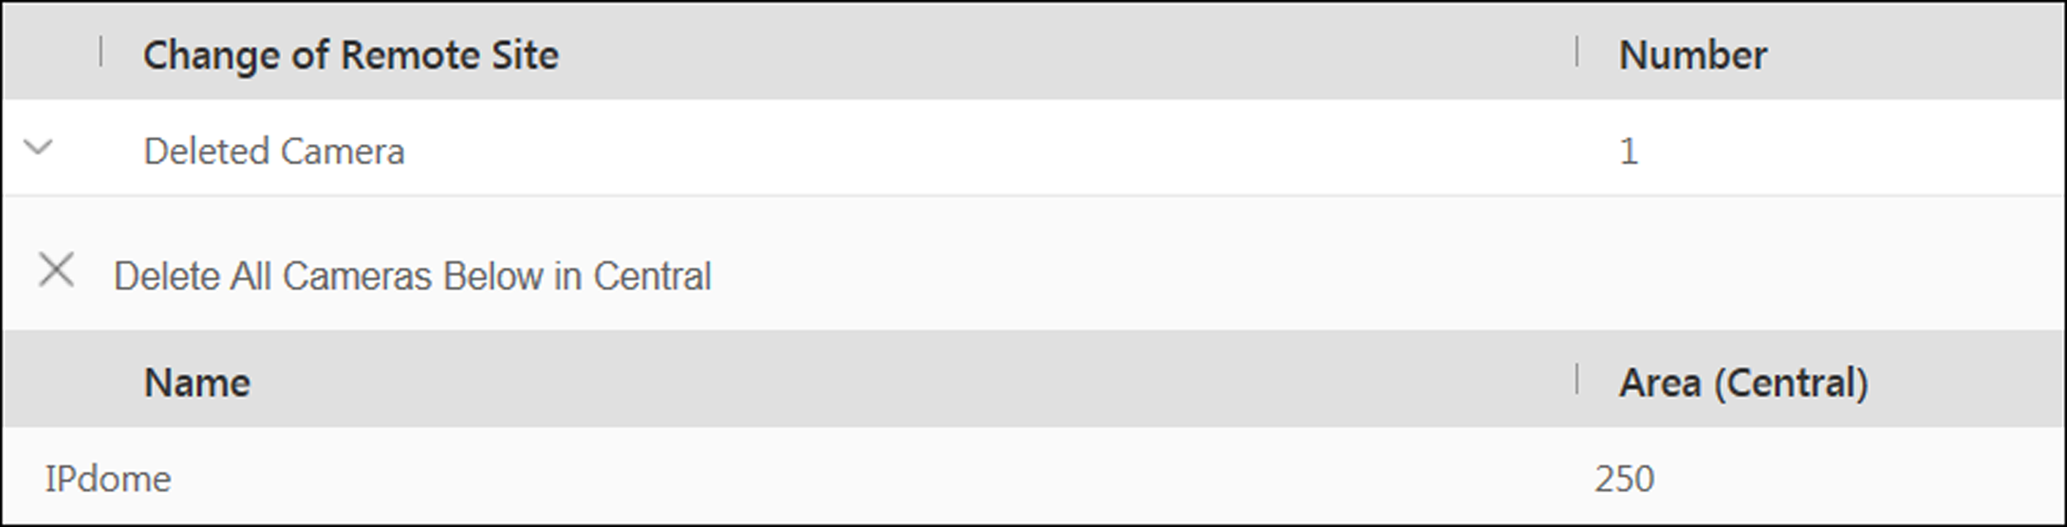 Change of Remote Site Number
Deleted Camera 1
Delete All Cameras Below in Central
Name Area (Central)
IPdome 250